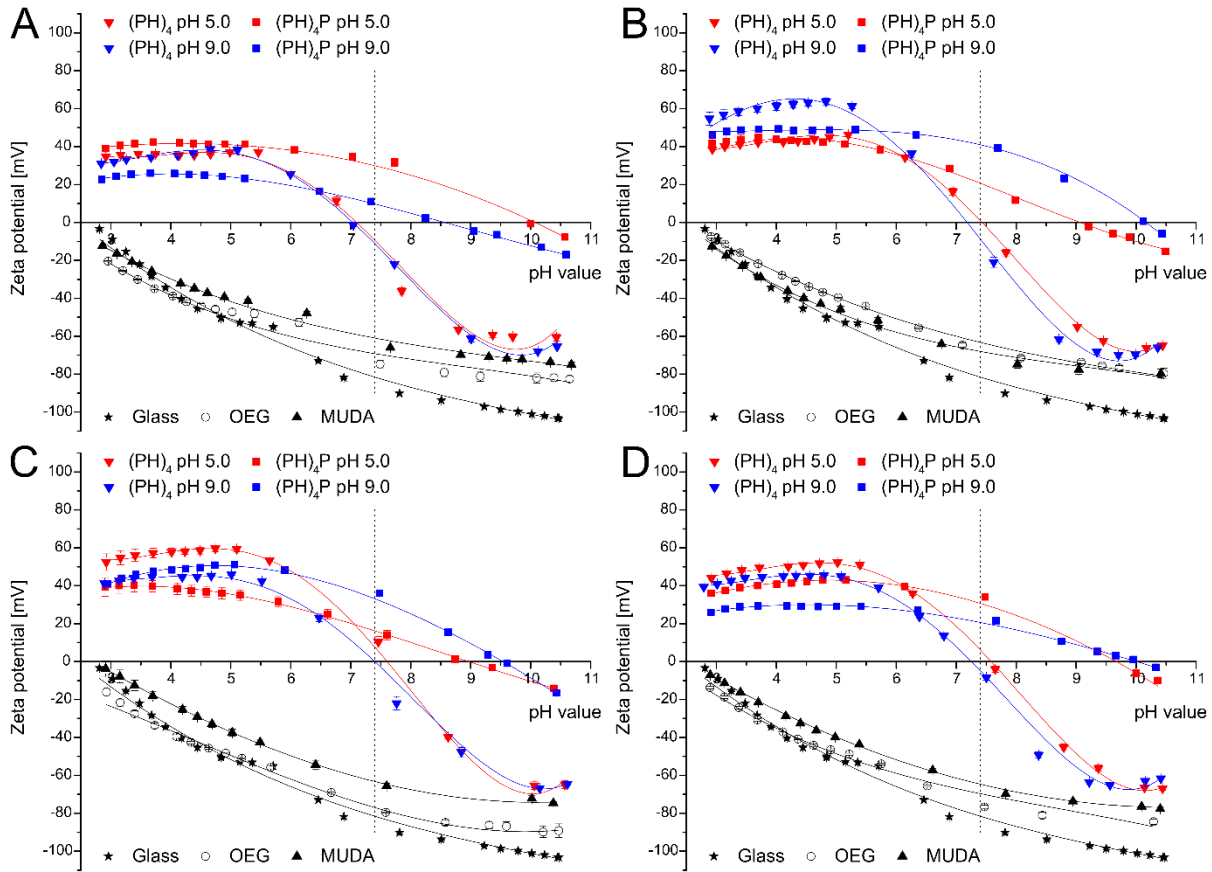 A
(PH)4 pH 5.0 (PH)4P pH 5.0
(PH)4 pH 9.0 (PH)4P pH 9.0
Zeta potential [mV]
100
80
60
40
20
0
-20
-40
-60
-80
-100
3 4 5 6 7 8 9 10 11
pH value
Glass OEG MUDA
B
(PH)4 pH 5.0 (PH)4P pH 5.0
(PH)4 pH 9.0 (PH)4P pH 9.0
Zeta potential [mV]
100
80
60
40
20
0
-20
-40
-60
-80
-100
3 4 5 6 7 8 9 10 11
pH value
Glass OEG MUDA
C
(PH)4 pH 5.0 (PH)4P pH 5.0
(PH)4 pH 9.0 (PH)4P pH 9.0
Zeta potential [mV]
100
80
60
40
20
0
-20
-40
-60
-80
-100
3 4 5 6 7 8 9 10 11
pH value
Glass OEG MUDA
D
(PH)4 pH 5.0 (PH)4P pH 5.0
(PH)4 pH 9.0 (PH)4P pH 9.0
Zeta potential [mV]
100
80
60
40
20
0
-20
-40
-60
-80
-100
3 4 5 6 7 8 9 10 11
pH value
Glass OEG MUDA